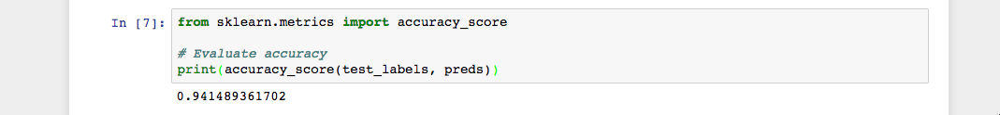 In [7]: from sklearn.metrics import accuracy_score
# Evaluate accuracy
print(accuracy_score(test_labels, preds))
0.941489361702